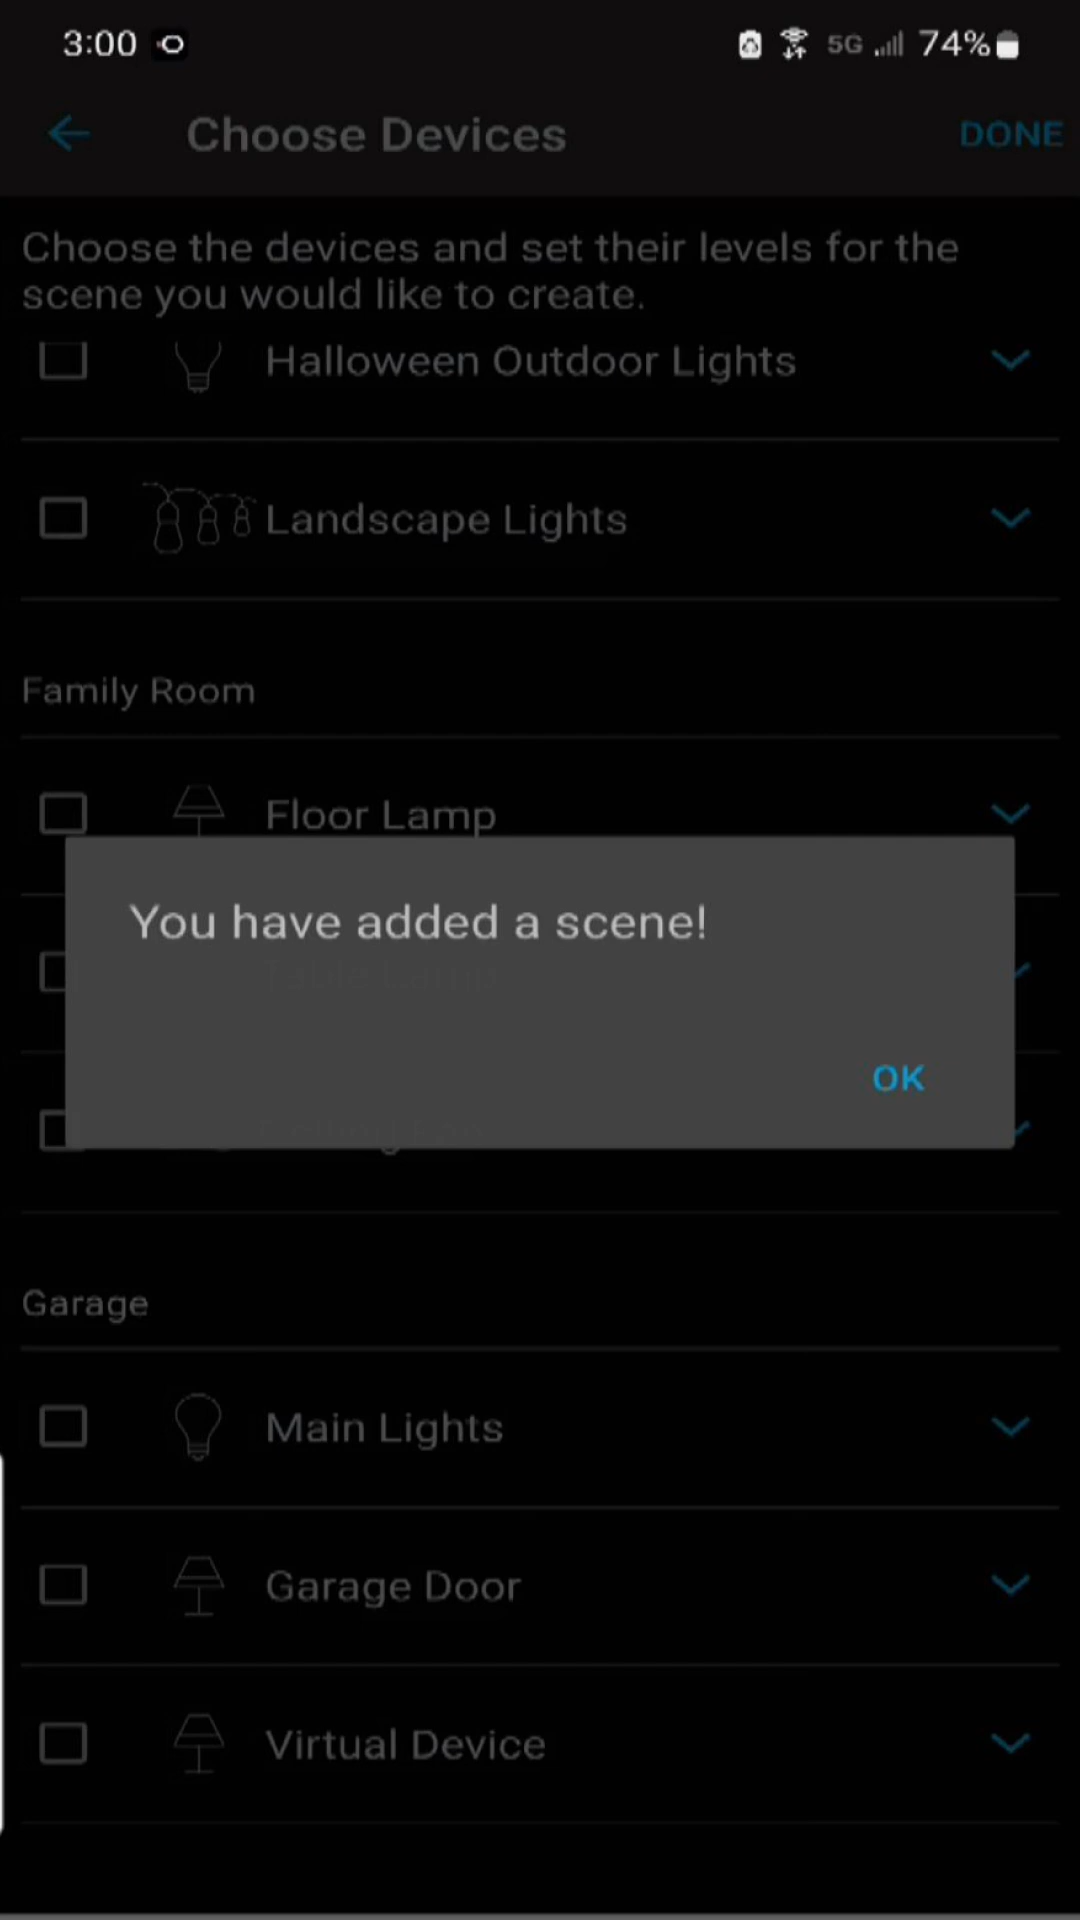 3:00
5G
74%
Choose Devices
DONE
Choose the devices and set their levels for the
scene you would like to create.
Halloween Outdoor Lights
Landscape Lights
Family Room
Floor Lamp
You have added a scene!
Table Lamp
OK
Garage
Main Lights
Garage Door
Virtual Device